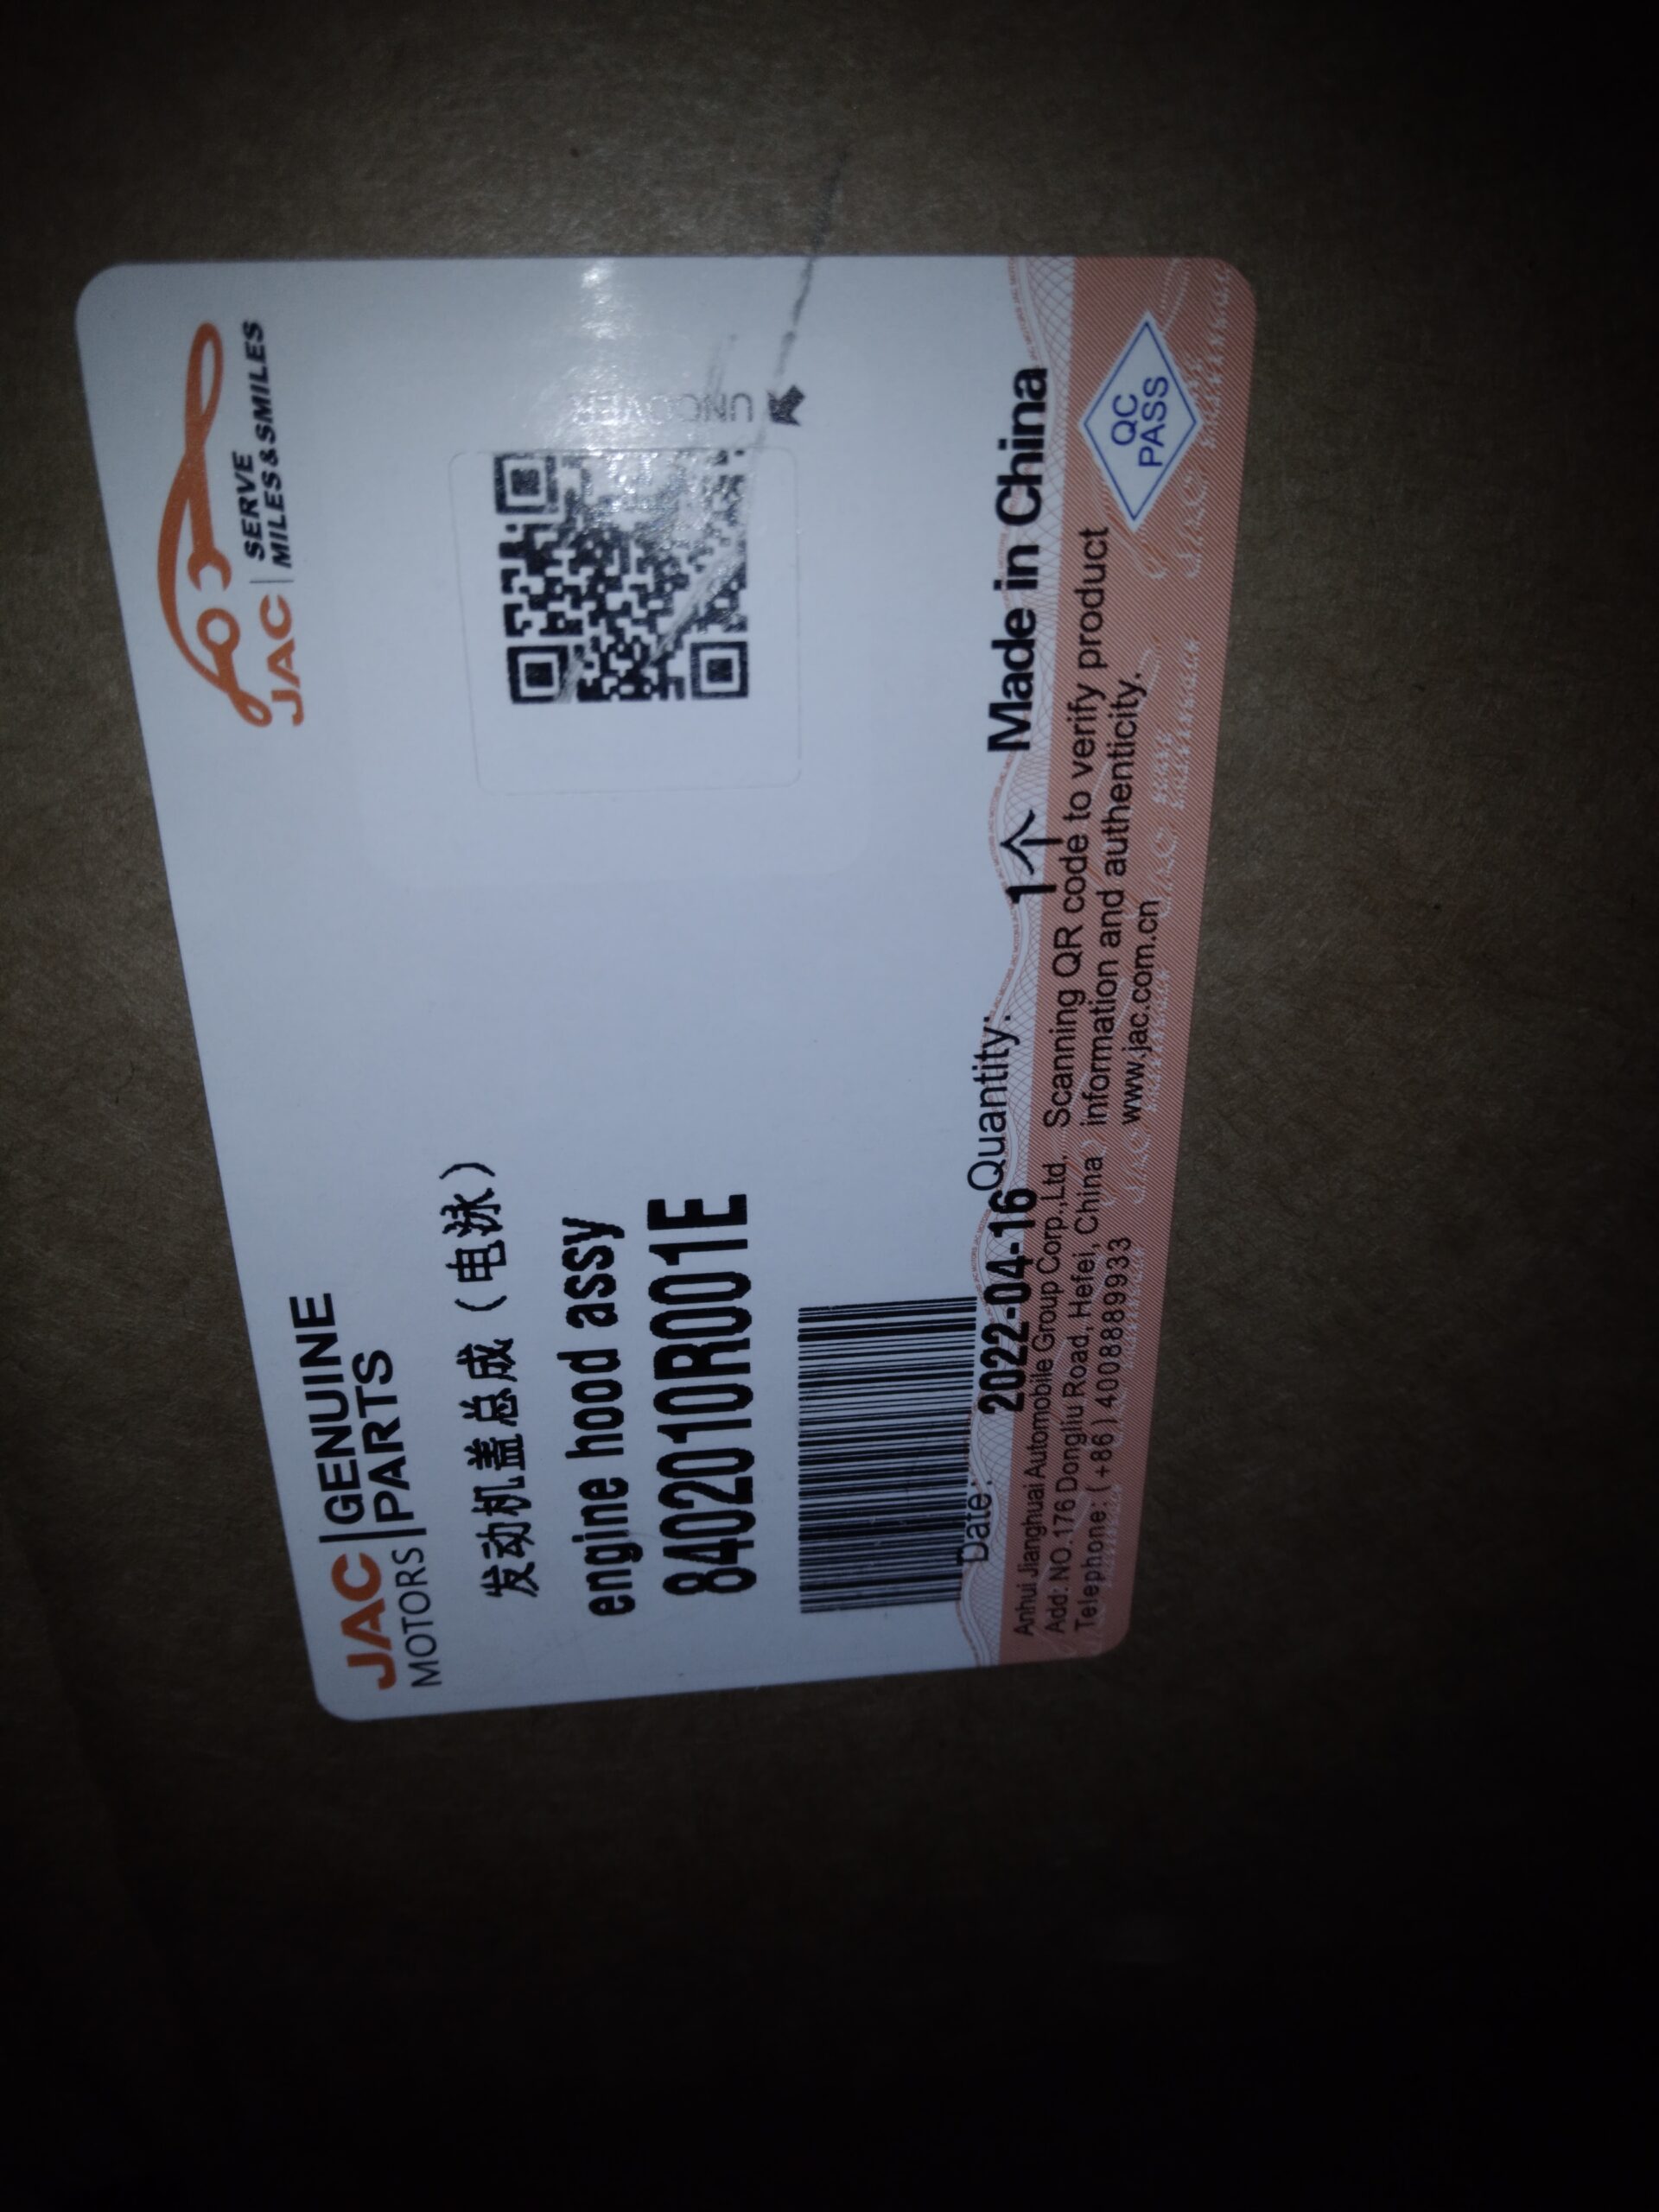 JAC
MOTORS
GENUINE
PARTS
JAC
SERVE
MILES & SMILES
发动机盖总成(电泳)
engine hood assy
8402010R001E
UNCOVER
Date:
2022-04-16
Quantity:
1个
Made in China
Anhui Jianghuai Automobile Group Corp.,Ltd.
Add: NO.176 Dongliu Road, Hefei, China
Telephone: (+86) 4008889933
Scanning QR code to verify product
information and authenticity.
www.jac.com.cn
QC
PASS